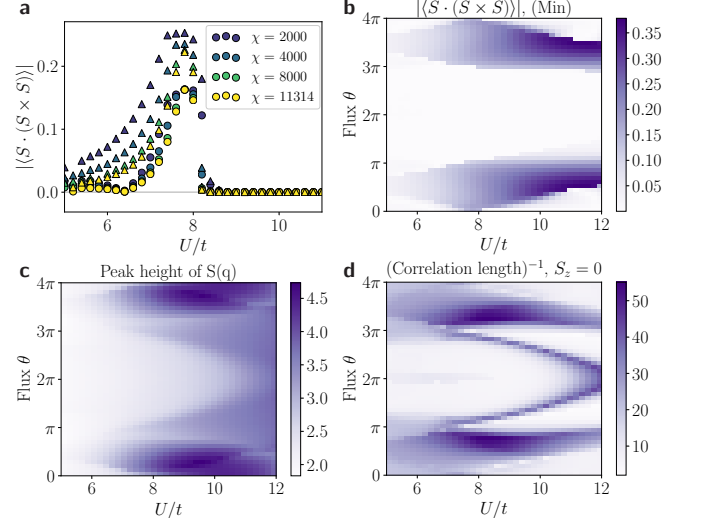 a
|⟨S · (S × S)⟩|
0.2
0.1
0.0
6
8
10
U/t
χ = 2000
χ = 4000
χ = 8000
χ = 11314
b
|⟨S · (S × S)⟩|, (Min)
Flux θ
4π
3π
2π
π
0
6
8
10
12
U/t
0.35
0.30
0.25
0.20
0.15
0.10
0.05
c
Peak height of S(q)
Flux θ
4π
3π
2π
π
0
6
8
10
12
U/t
4.5
4.0
3.5
3.0
2.5
2.0
d
(Correlation length)⁻¹, S_z = 0
Flux θ
4π
3π
2π
π
0
6
8
10
12
U/t
50
40
30
20
10